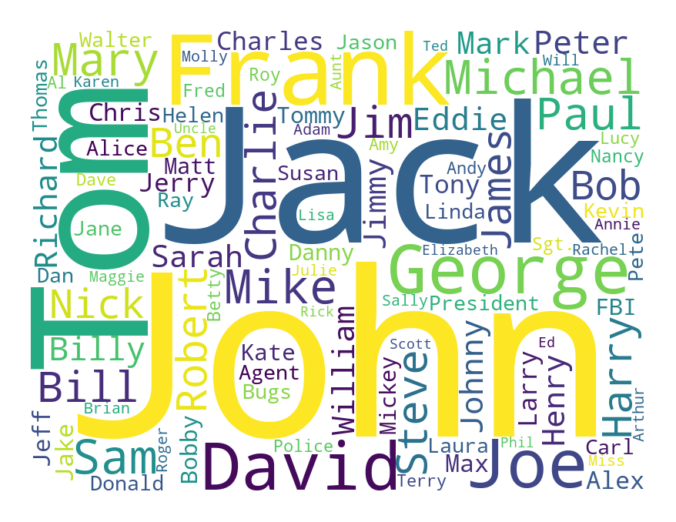 Walter
Mary
Frank
Charles
Jason
Ted
Mark
Peter
Molly
Aunt
Will
Thomas
Al
Karen
Fred
Roy
Michael
Tom
Chris
Helen
Tommy
Jim
Eddie
Paul
Uncle
Adam
Jack
Alice
Ben
Charlie
Amy
Lucy
Richard
Matt
Nancy
Dave
Jerry
Susan
Jimmy
Andy
Tony
James
Bob
Ray
Lisa
Linda
Kevin
Jane
Annie
Sarah
Danny
Elizabeth
Sgt.
Rachel
Pete
Dan
Maggie
Julie
George
Nick
Robert
Betty
Mike
Sally
President
FBI
Rick
John
Billy
Kate
William
Scott
Johnny
Ed
Harry
Bill
Agent
Bugs
Mickey
Steve
Larry
Henry
Arthur
Jeff
Brian
Jake
Sam
Roger
Bobby
Police
Laura
Phil
Carl
David
Joe
Max
Miss
Donald
Terry
Alex